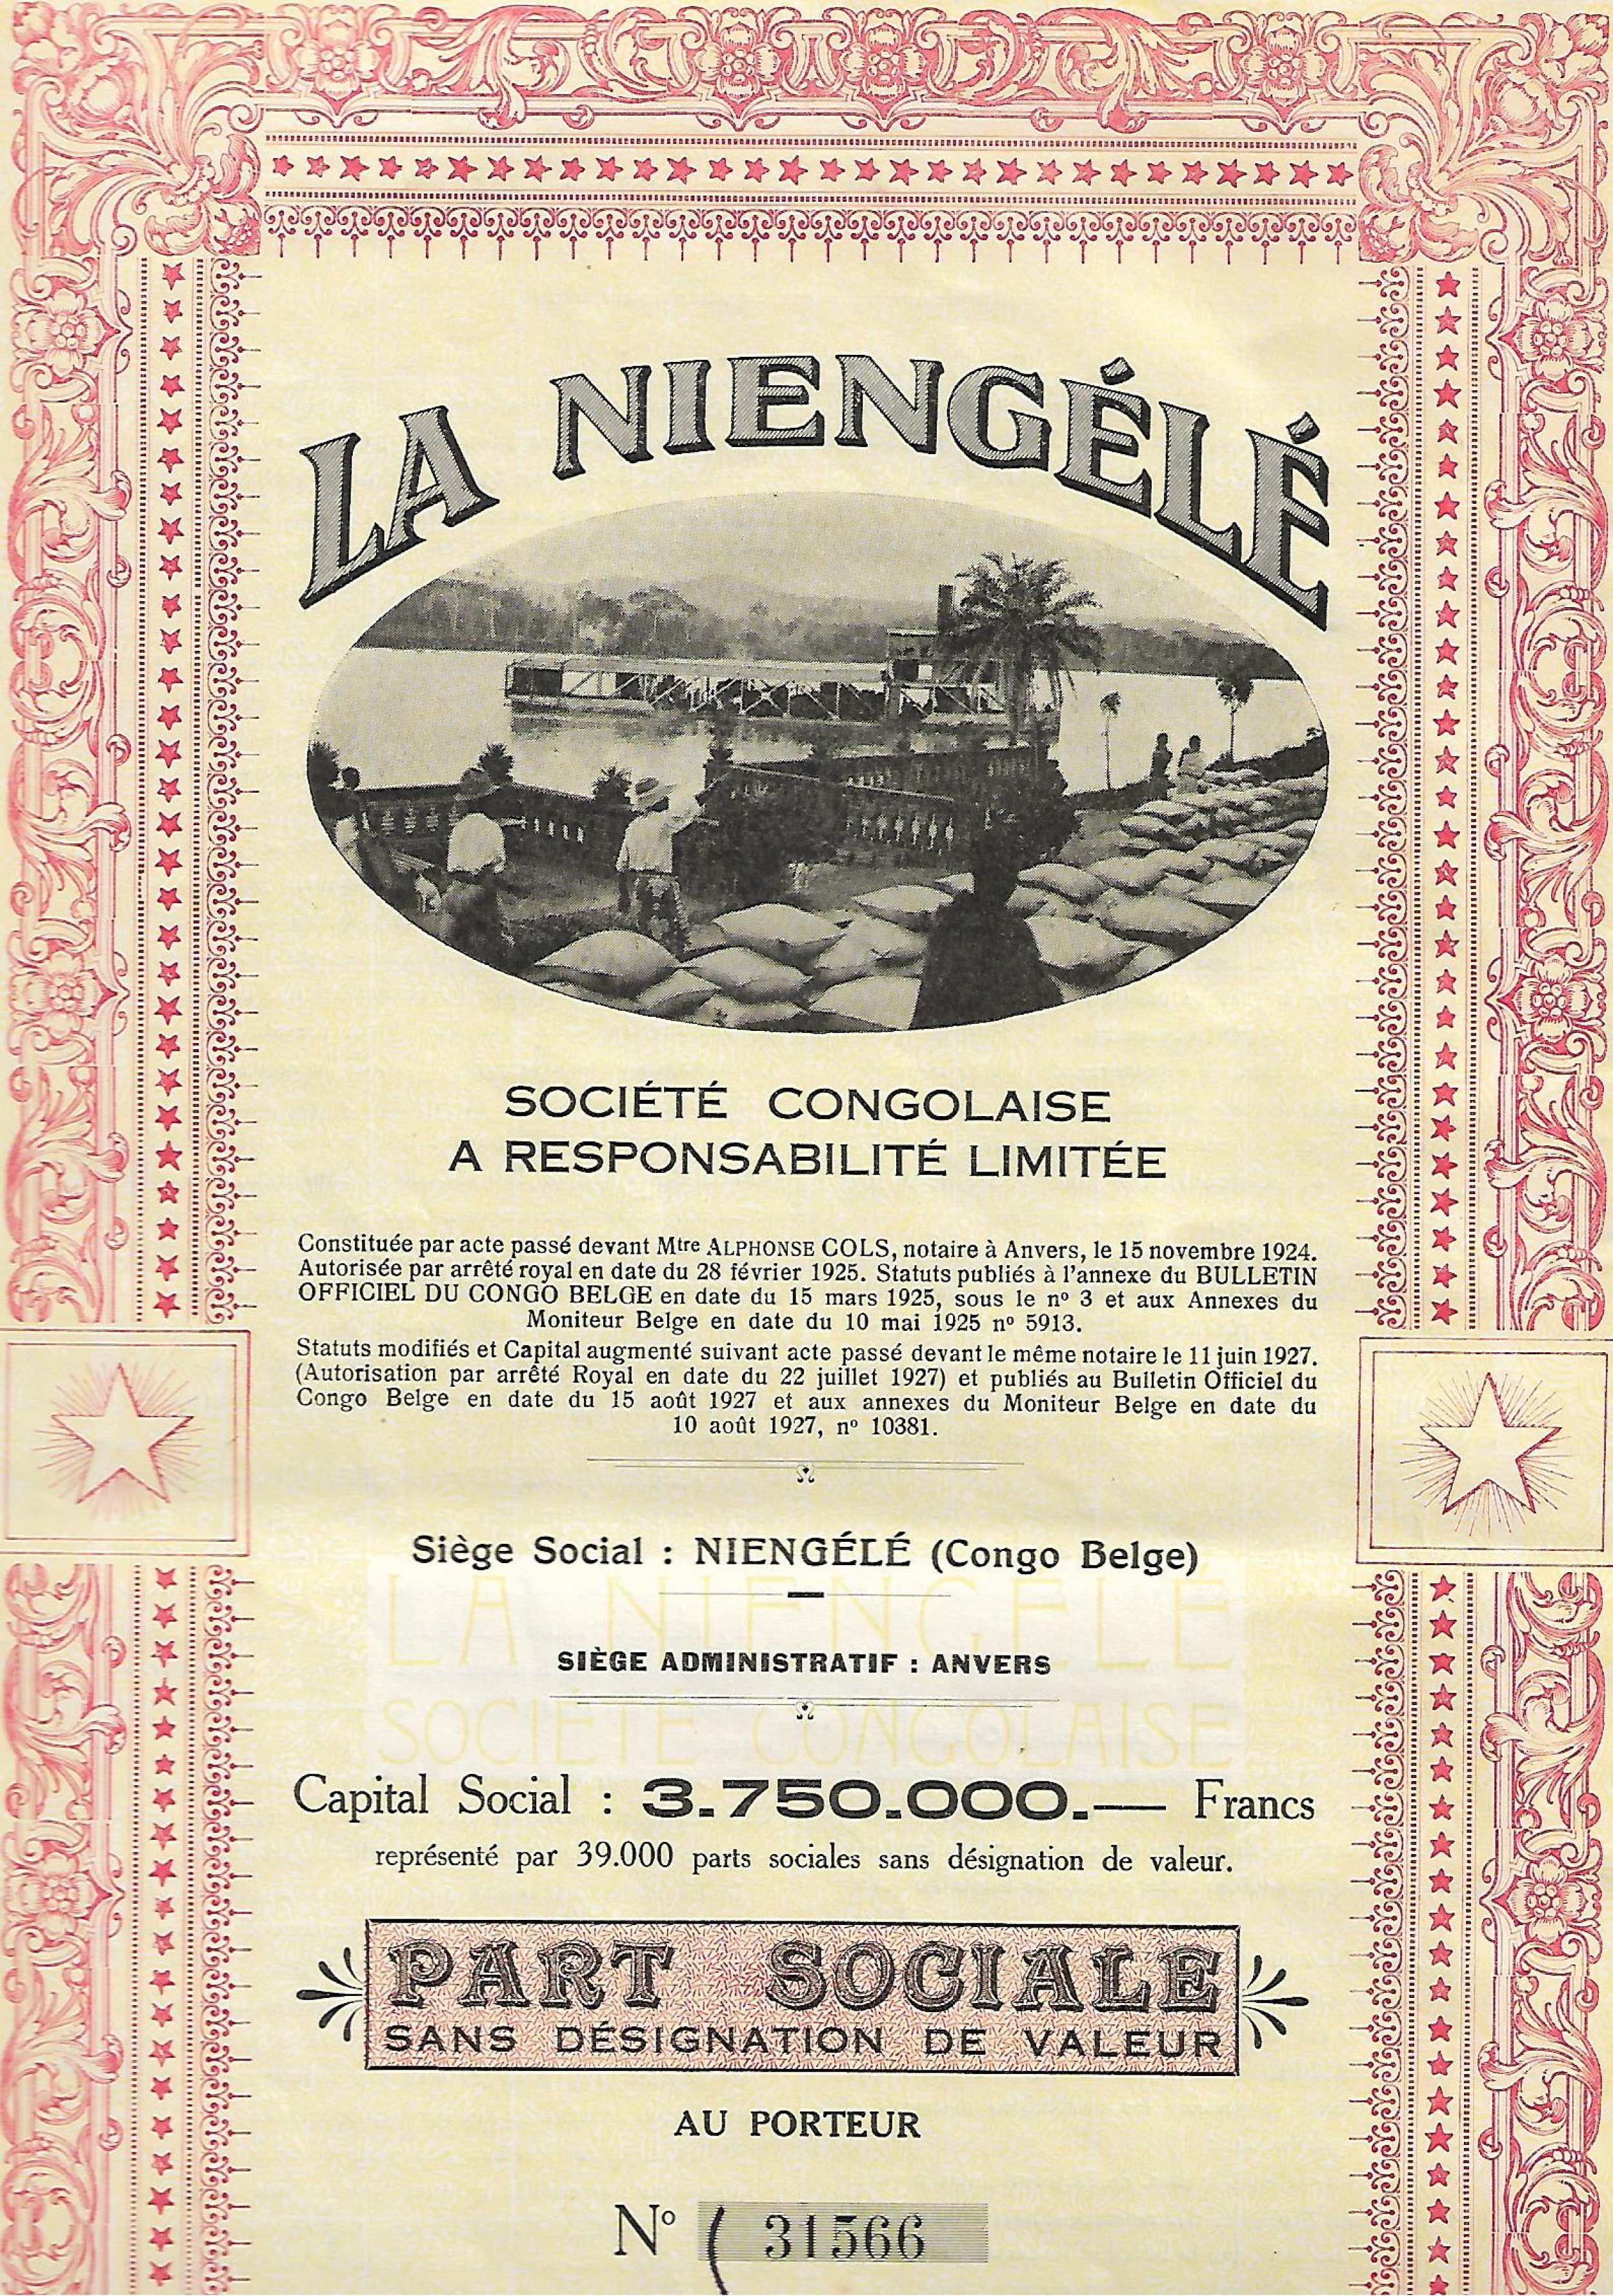 LA NIENGÉLÉ
SOCIÉTÉ CONGOLAISE
A RESPONSABILITÉ LIMITÉE
Constituée par acte passé devant Mtre ALPHONSE COLS, notaire à Anvers, le 15 novembre 1924.
Autorisée par arrêté royal en date du 28 février 1925. Statuts publiés à l'annexe du BULLETIN
OFFICIEL DU CONGO BELGE en date du 15 mars 1925, sous le nº 3 et aux Annexes du
Moniteur Belge en date du 10 mai 1925 nº 5913.
Statuts modifiés et Capital augmenté suivant acte passé devant le même notaire le 11 juin 1927.
(Autorisation par arrêté Royal en date du 22 juillet 1927) et publiés au Bulletin Officiel du
Congo Belge en date du 15 août 1927 et aux annexes du Moniteur Belge en date du
10 août 1927, nº 10381.
Siège Social : NIENGÉLÉ (Congo Belge)
LA NIENGÉLÉ
SIÈGE ADMINISTRATIF : ANVERS
SOCIÉTÉ CONGOLAISE
Capital Social : 3.750.000.— Francs
représenté par 39.000 parts sociales sans désignation de valeur.
PART SOCIALE
SANS DÉSIGNATION DE VALEUR
AU PORTEUR
Nº 31566